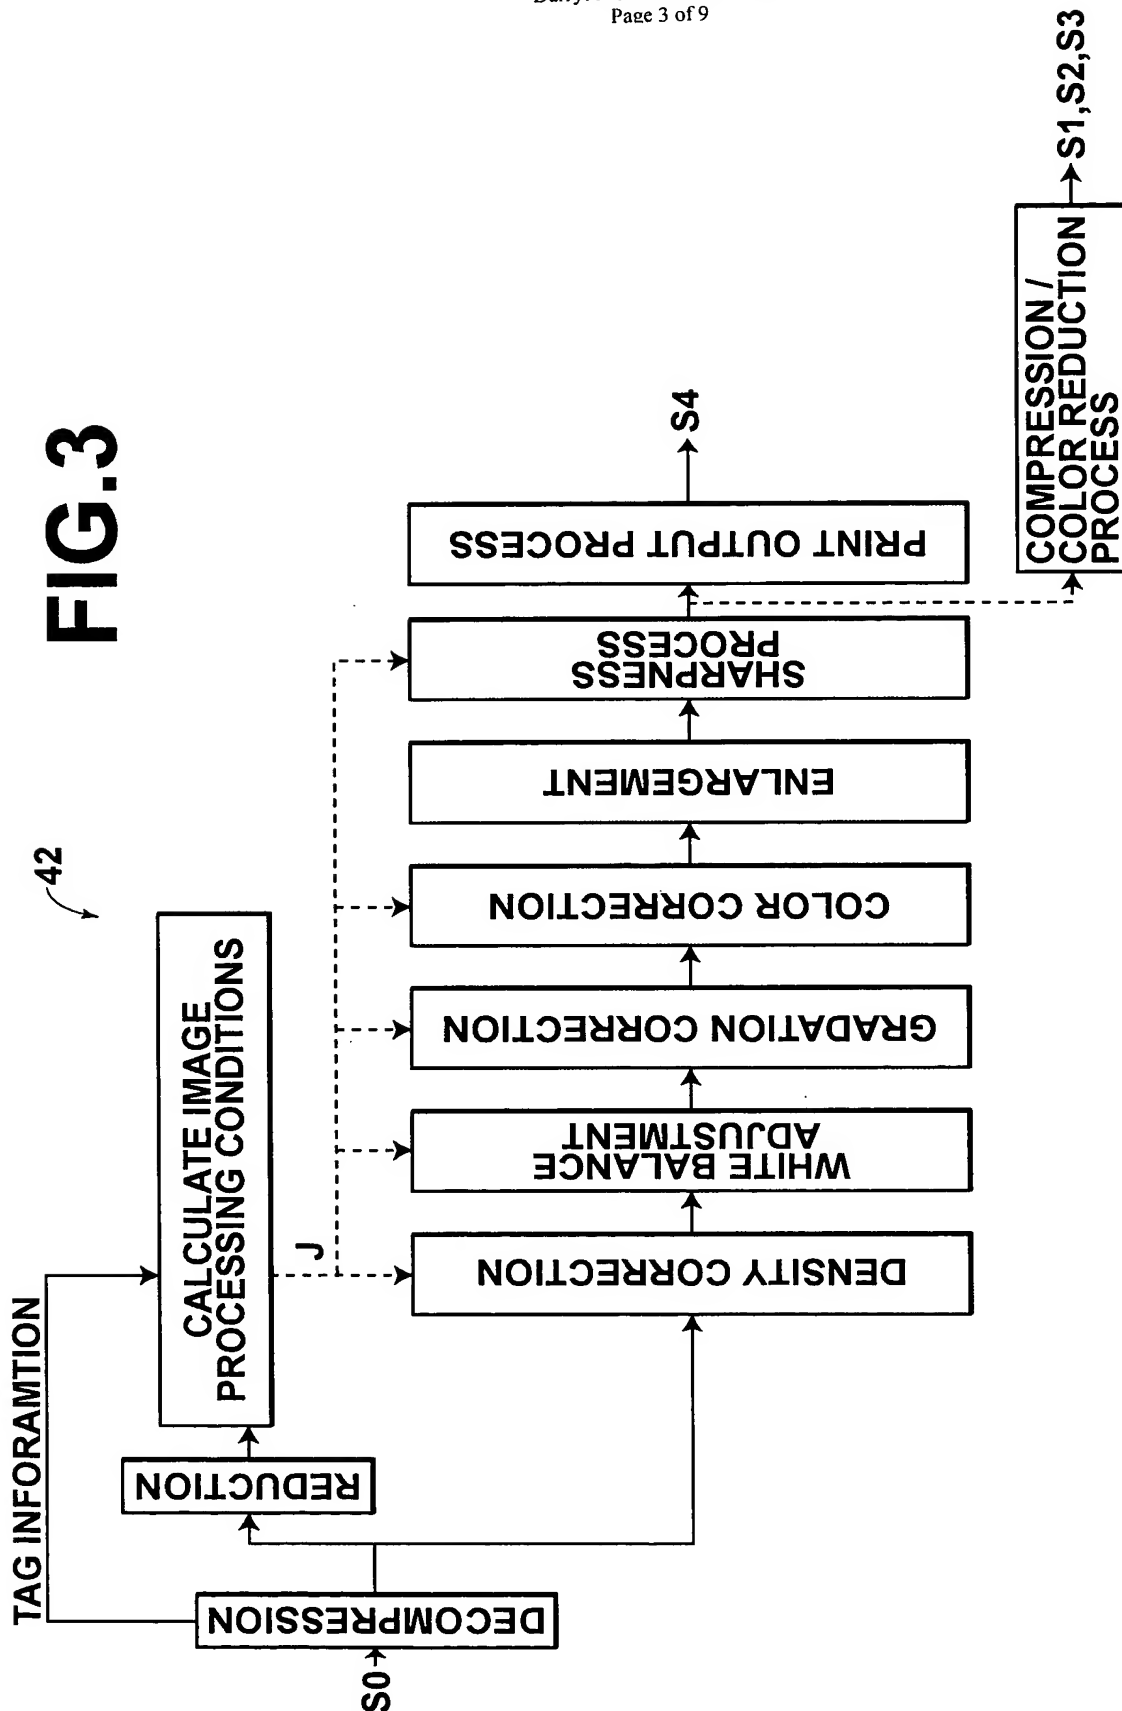 Page 3 of 9
FIG.3
42
TAG INFORAMTION
S0
DECOMPRESSION
REDUCTION
CALCULATE IMAGE
PROCESSING CONDITIONS
J
DENSITY CORRECTION
WHITE BALANCE
ADJUSTMENT
GRADATION CORRECTION
COLOR CORRECTION
ENLARGEMENT
SHARPNESS
PROCESS
PRINT OUTPUT PROCESS
S4
COMPRESSION /
COLOR REDUCTION
PROCESS
S1,S2,S3